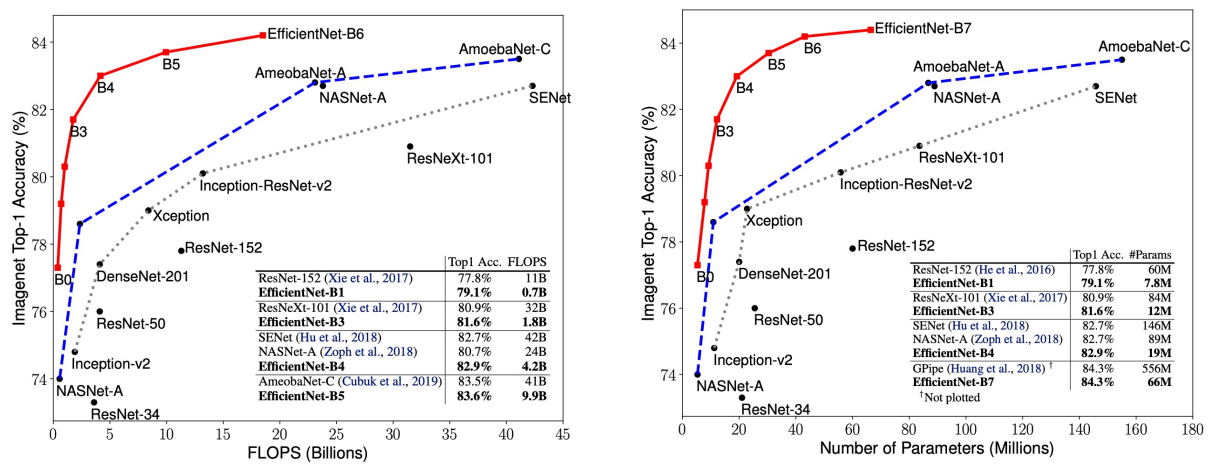 84
82
80
78
76
74
Imagenet Top-1 Accuracy (%)
EfficientNet-B6
B5
B4
B3
B0
AmoebaNet-C
AmeobaNet-A
NASNet-A
SENet
ResNeXt-101
Inception-ResNet-v2
Xception
ResNet-152
DenseNet-201
ResNet-50
Inception-v2
NASNet-A
ResNet-34
Top1 Acc. FLOPS
ResNet-152 (Xie et al., 2017) 77.8% 11B
EfficientNet-B1 79.1% 0.7B
ResNeXt-101 (Xie et al., 2017) 80.9% 32B
EfficientNet-B3 81.6% 1.8B
SENet (Hu et al., 2018) 82.7% 42B
NASNet-A (Zoph et al., 2018) 80.7% 24B
EfficientNet-B4 82.9% 4.2B
AmeobaNet-C (Cubuk et al., 2019) 83.5% 41B
EfficientNet-B5 83.6% 9.9B
0 5 10 15 20 25 30 35 40 45
FLOPS (Billions)
84
82
80
78
76
74
Imagenet Top-1 Accuracy (%)
EfficientNet-B7
B6
B5
B4
B3
B0
AmoebaNet-C
AmeobaNet-A
NASNet-A
SENet
ResNeXt-101
Inception-ResNet-v2
Xception
ResNet-152
DenseNet-201
ResNet-50
Inception-v2
NASNet-A
ResNet-34
Top1 Acc. #Params
ResNet-152 (He et al., 2016) 77.8% 60M
EfficientNet-B1 79.1% 7.8M
ResNeXt-101 (Xie et al., 2017) 80.9% 84M
EfficientNet-B3 81.6% 12M
SENet (Hu et al., 2018) 82.7% 146M
NASNet-A (Zoph et al., 2018) 82.7% 89M
EfficientNet-B4 82.9% 19M
GPipe (Huang et al., 2018) † 84.3% 556M
EfficientNet-B7 84.3% 66M
†Not plotted
0 20 40 60 80 100 120 140 160 180
Number of Parameters (Millions)